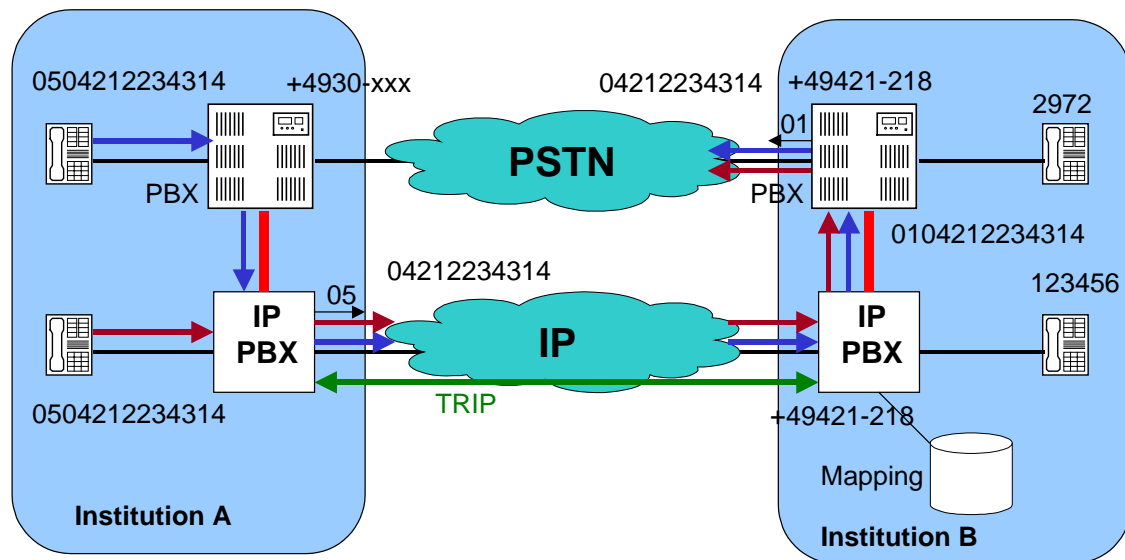 0504212234314
+4930-xxx
04212234314
+49421-218
2972
01
PSTN
PBX
PBX
0104212234314
04212234314
123456
05
IP
PBX
IP
IP
PBX
TRIP
0504212234314
+49421-218
Mapping
Institution A
Institution B